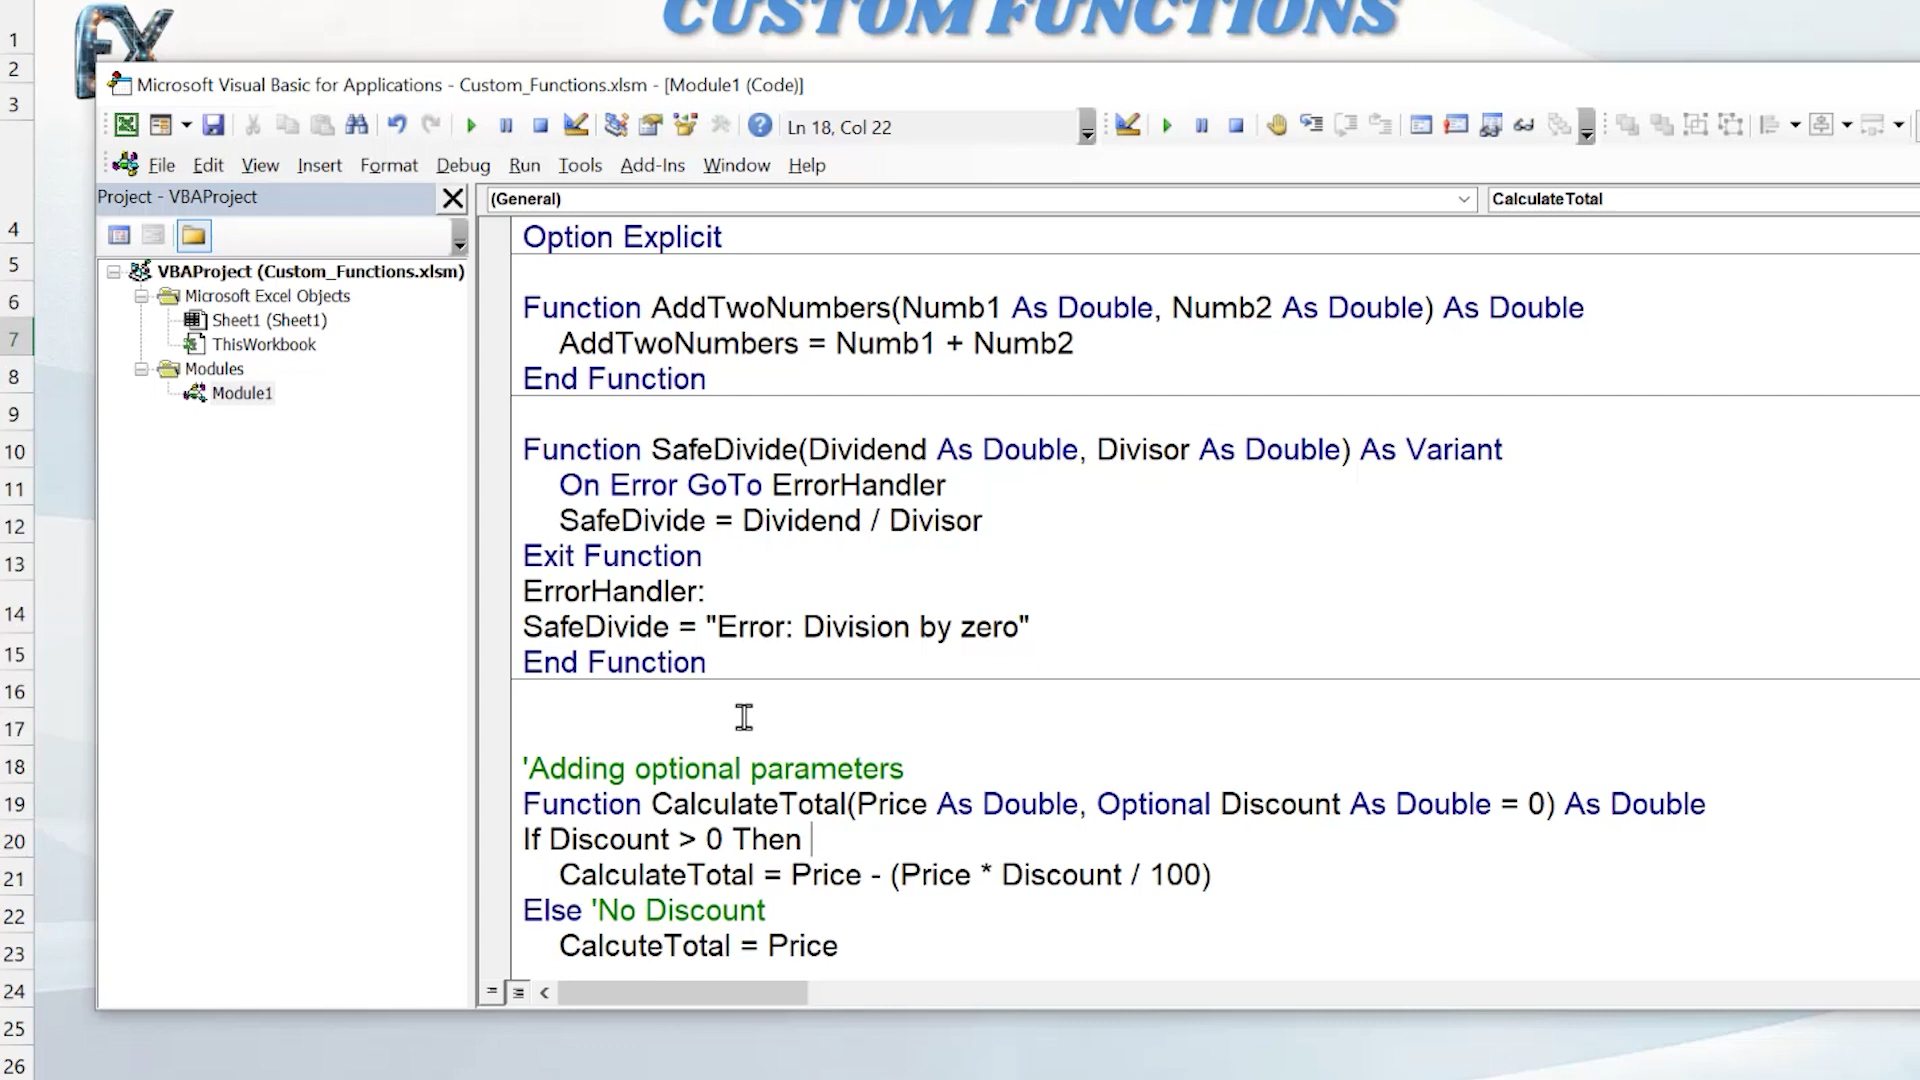 CUSTOM FUNCTIONS
FX
Microsoft Visual Basic for Applications - Custom_Functions.xlsm - [Module1 (Code)]
Ln 18, Col 22
File Edit View Insert Format Debug Run Tools Add-Ins Window Help
Project - VBAProject
(General)
CalculateTotal
VBAProject (Custom_Functions.xlsm)
Microsoft Excel Objects
Sheet1 (Sheet1)
ThisWorkbook
Modules
Module1
Option Explicit
Function AddTwoNumbers(Numb1 As Double, Numb2 As Double) As Double
AddTwoNumbers = Numb1 + Numb2
End Function
Function SafeDivide(Dividend As Double, Divisor As Double) As Variant
On Error GoTo ErrorHandler
SafeDivide = Dividend / Divisor
Exit Function
ErrorHandler:
SafeDivide = "Error: Division by zero"
End Function
'Adding optional parameters
Function CalculateTotal(Price As Double, Optional Discount As Double = 0) As Double
If Discount > 0 Then
CalculateTotal = Price - (Price * Discount / 100)
Else 'No Discount
CalcuteTotal = Price
1
2
3
4
5
6
7
8
9
10
11
12
13
14
15
16
17
18
19
20
21
22
23
24
25
26